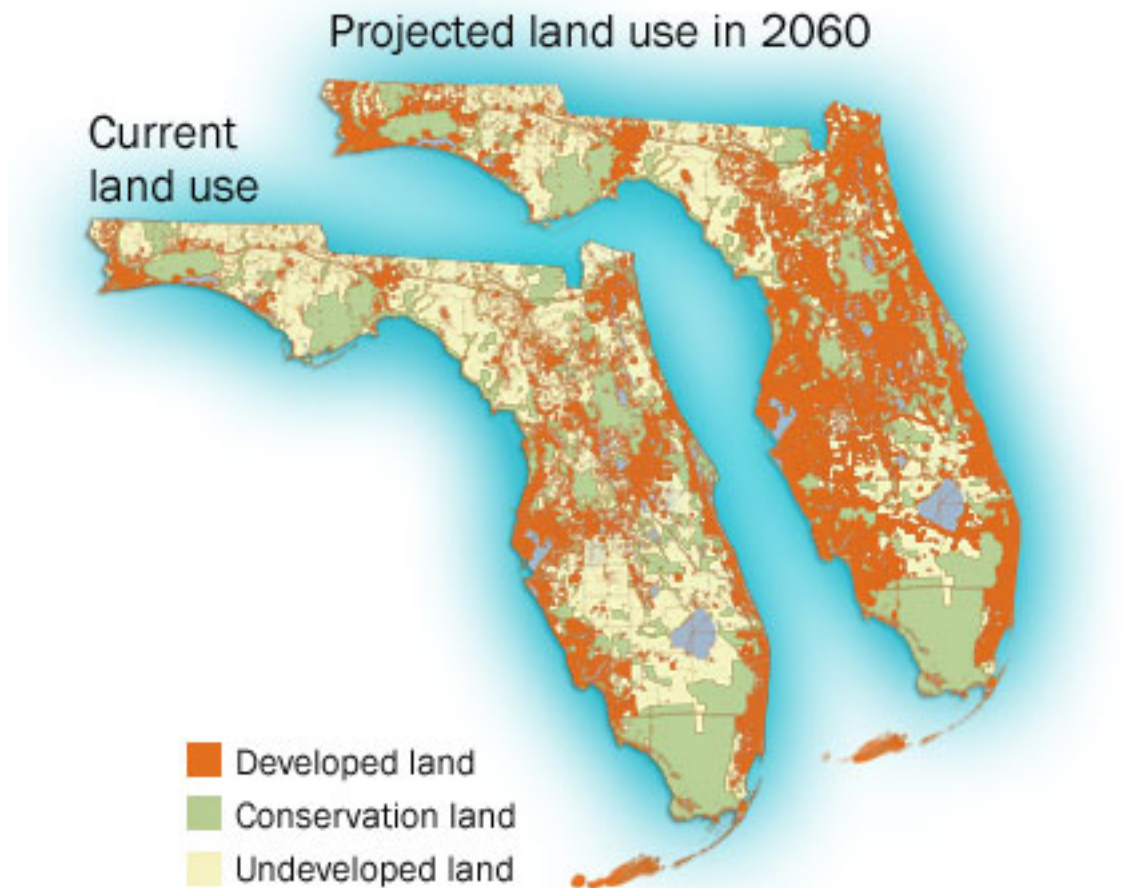 Projected land use in 2060
Current
land use
Developed land
Conservation land
Undeveloped land